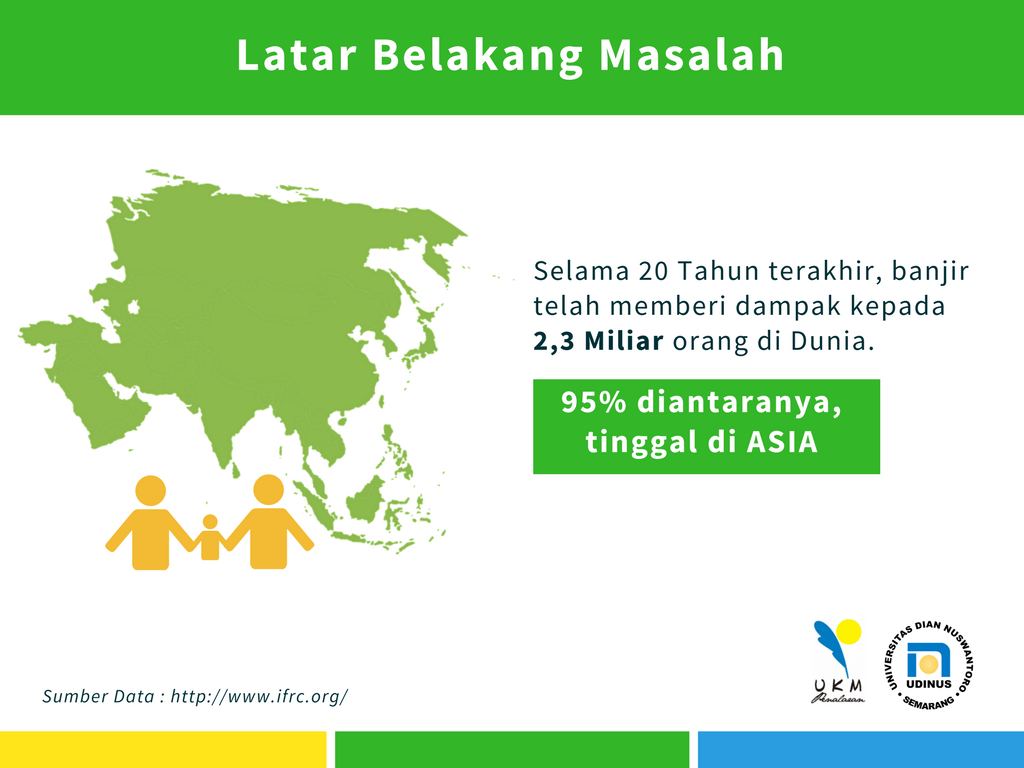 Latar Belakang Masalah
Selama 20 Tahun terakhir, banjir
telah memberi dampak kepada
2,3 Miliar orang di Dunia.
95% diantaranya,
tinggal di ASIA
UKM
Penalaran
UNIVERSITAS DIAN NUSWANTORO
UDINUS
• SEMARANG •
Sumber Data : http://www.ifrc.org/